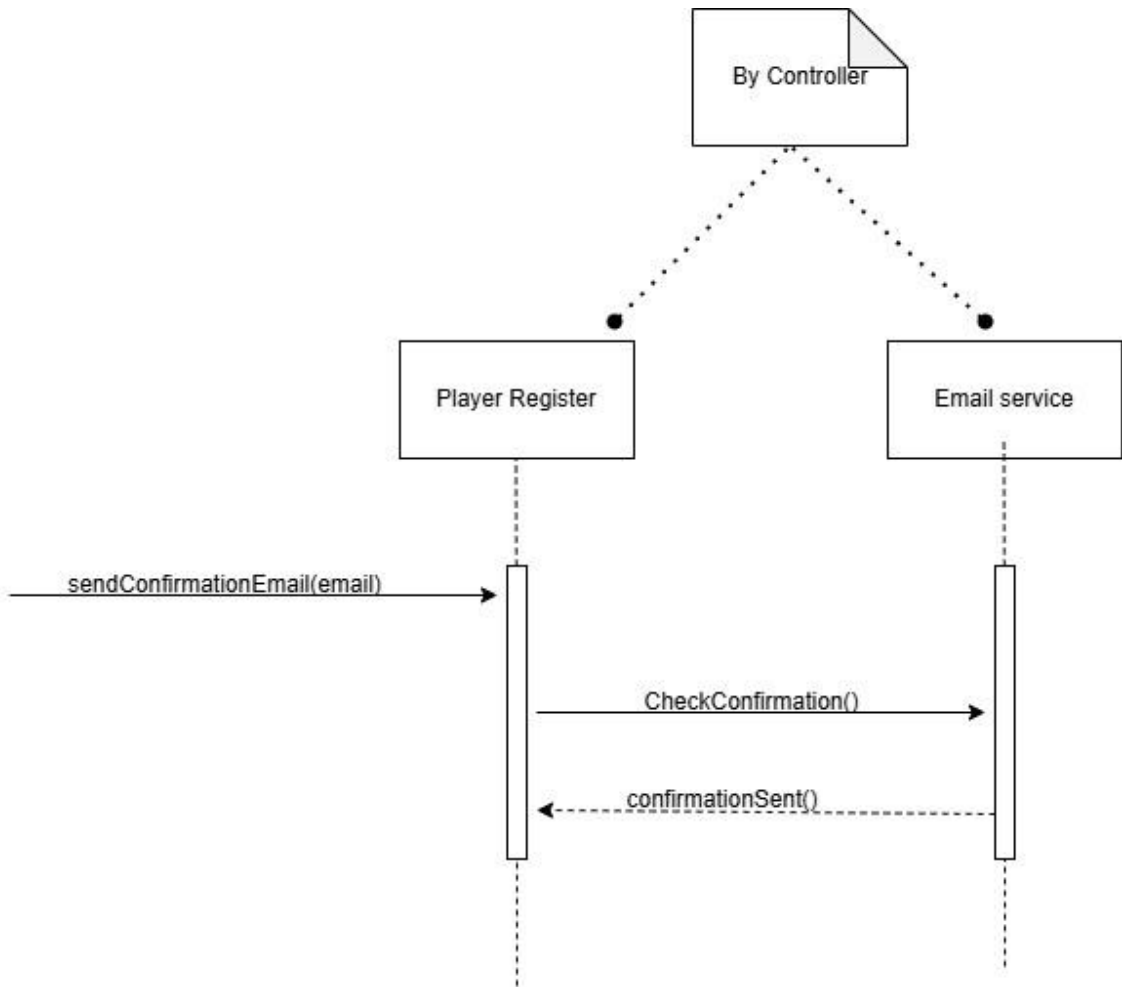 By Controller
Player Register
Email service
sendConfirmationEmail(email)
CheckConfirmation()
confirmationSent()